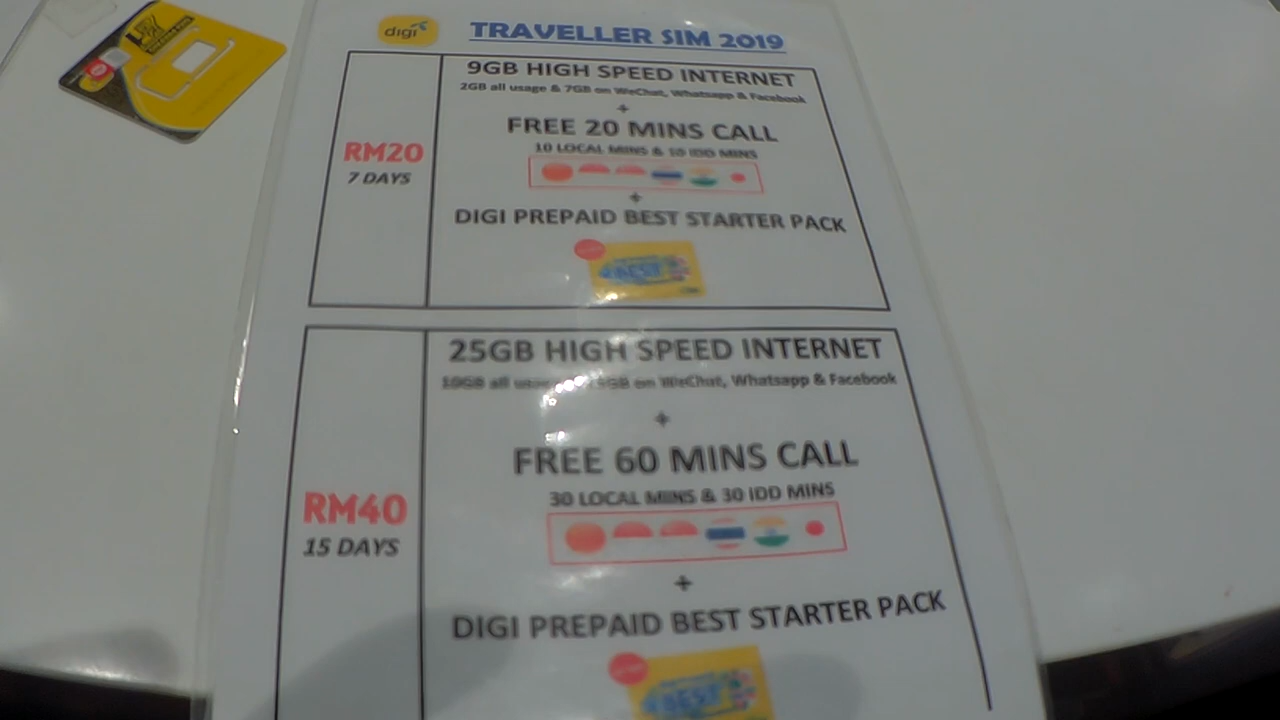 digi
TRAVELLER SIM 2019
9GB HIGH SPEED INTERNET
2GB all usage & 7GB on WeChat, Whatsapp & Facebook
+
FREE 20 MINS CALL
10 LOCAL MINS & 10 IDD MINS
RM20
7 DAYS
+
DIGI PREPAID BEST STARTER PACK
BEST
25GB HIGH SPEED INTERNET
10GB all on WeChat, Whatsapp & Facebook
+
FREE 60 MINS CALL
30 LOCAL MINS & 30 IDD MINS
RM40
15 DAYS
+
DIGI PREPAID BEST STARTER PACK
BEST